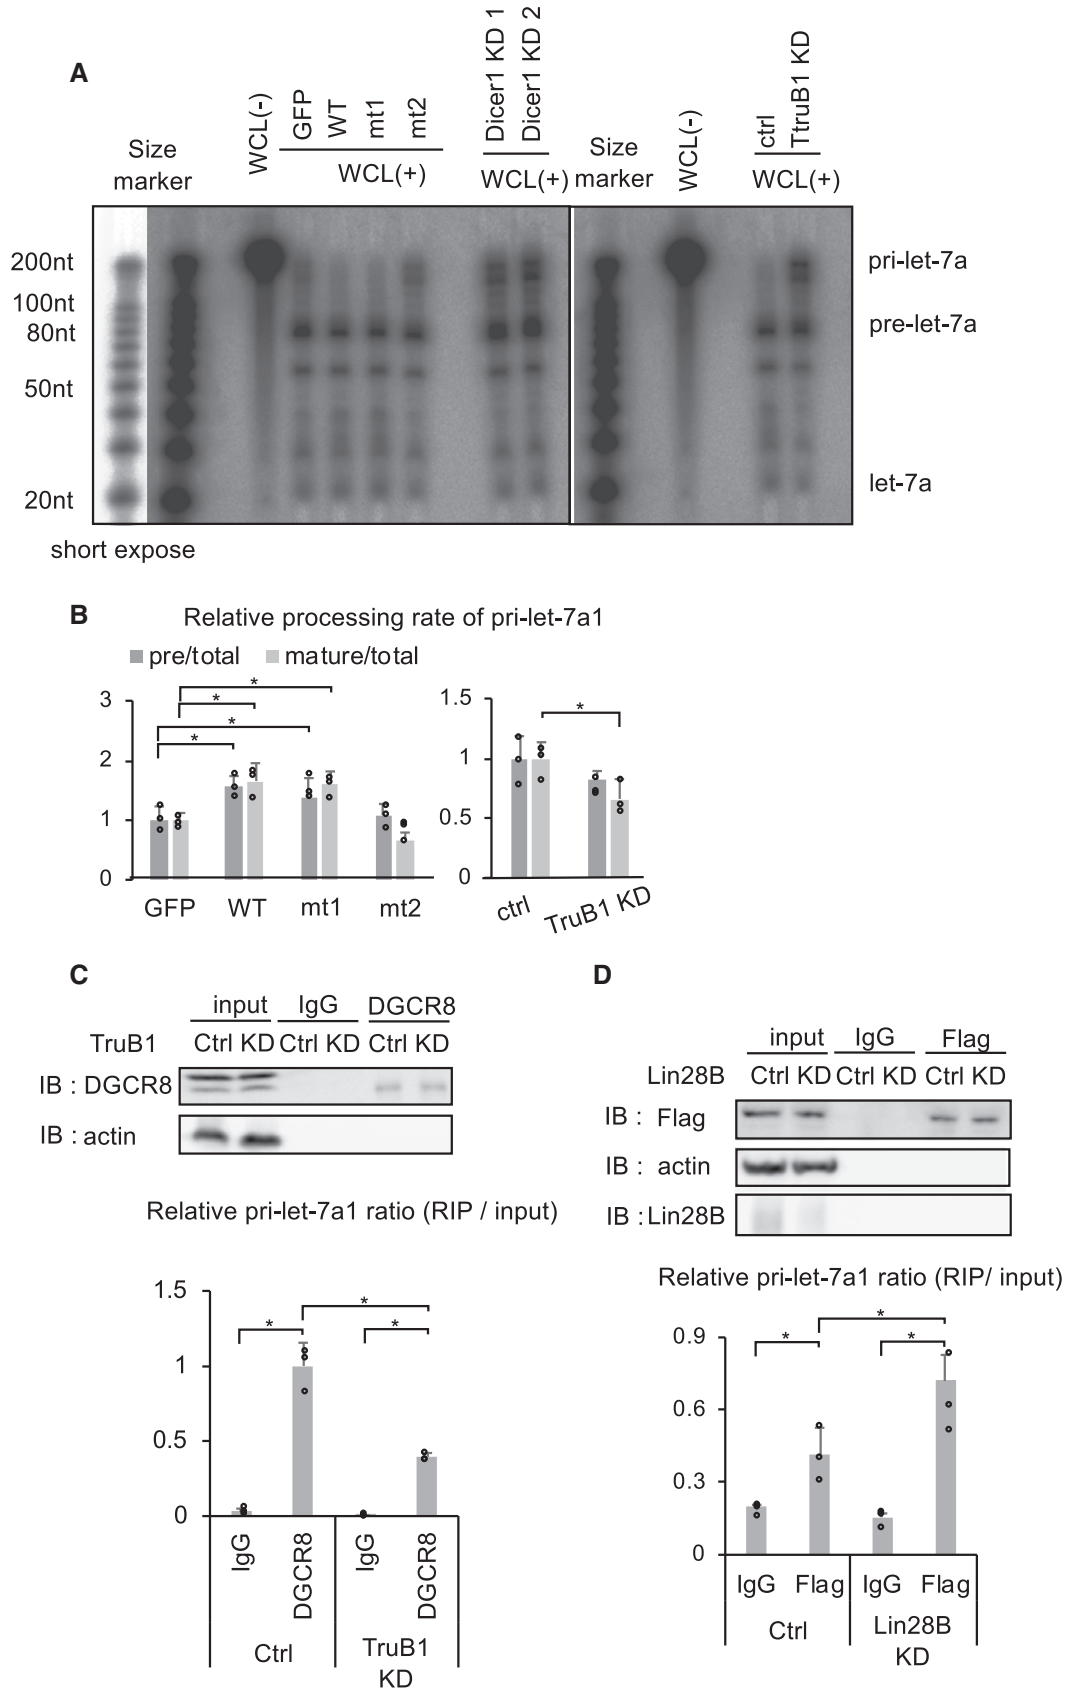 A
Size marker
WCL(-)
GFP
WT
mt1
mt2
WCL(+)
Dicer1 KD 1
Dicer1 KD 2
WCL(+)
Size marker
WCL(-)
ctrl
TtruB1 KD
WCL(+)
200nt
100nt
80nt
50nt
20nt
short expose
pri-let-7a
pre-let-7a
let-7a
B
Relative processing rate of pri-let-7a1
pre/total mature/total
3
2
1
0
* * * *
GFP WT mt1 mt2
1.5
1
0.5
0
*
ctrl TruB1 KD
C
input IgG DGCR8
TruB1 Ctrl KD Ctrl KD Ctrl KD
IB : DGCR8
IB : actin
Relative pri-let-7a1 ratio (RIP / input)
1.5
1
0.5
0
* * *
IgG DGCR8 IgG DGCR8
Ctrl TruB1 KD
D
input IgG Flag
Lin28B Ctrl KD Ctrl KD Ctrl KD
IB : Flag
IB : actin
IB : Lin28B
Relative pri-let-7a1 ratio (RIP/ input)
0.9
0.6
0.3
0
* * *
IgG Flag IgG Flag
Ctrl Lin28B KD